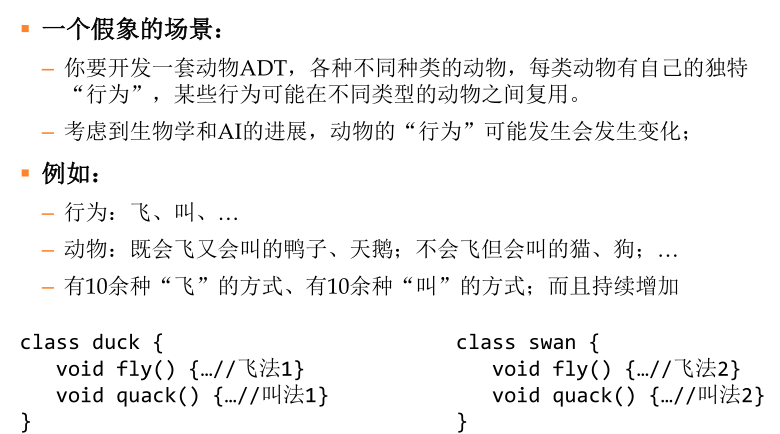 ▪ 一个假象的场景：
– 你要开发一套动物ADT，各种不同种类的动物，每类动物有自己的独特
“行为”，某些行为可能在不同类型的动物之间复用。
– 考虑到生物学和AI的进展，动物的“行为”可能发生会发生变化；
▪ 例如：
– 行为：飞、叫、…
– 动物：既会飞又会叫的鸭子、天鹅；不会飞但会叫的猫、狗；…
– 有10余种“飞”的方式、有10余种“叫”的方式；而且持续增加
class duck {
void fly() {…//飞法1}
void quack() {…//叫法1}
}
class swan {
void fly() {…//飞法2}
void quack() {…//叫法2}
}